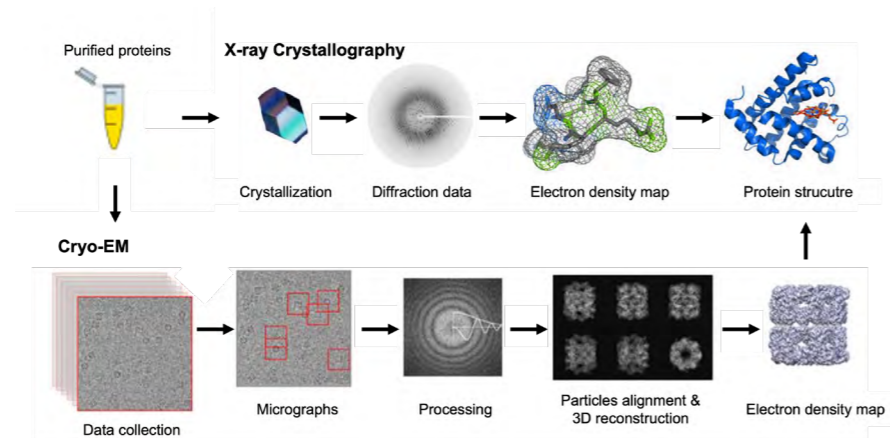 Purified proteins
X-ray Crystallography
Crystallization
Diffraction data
Electron density map
Protein strucutre
Cryo-EM
Data collection
Micrographs
Processing
Particles alignment &
3D reconstruction
Electron density map